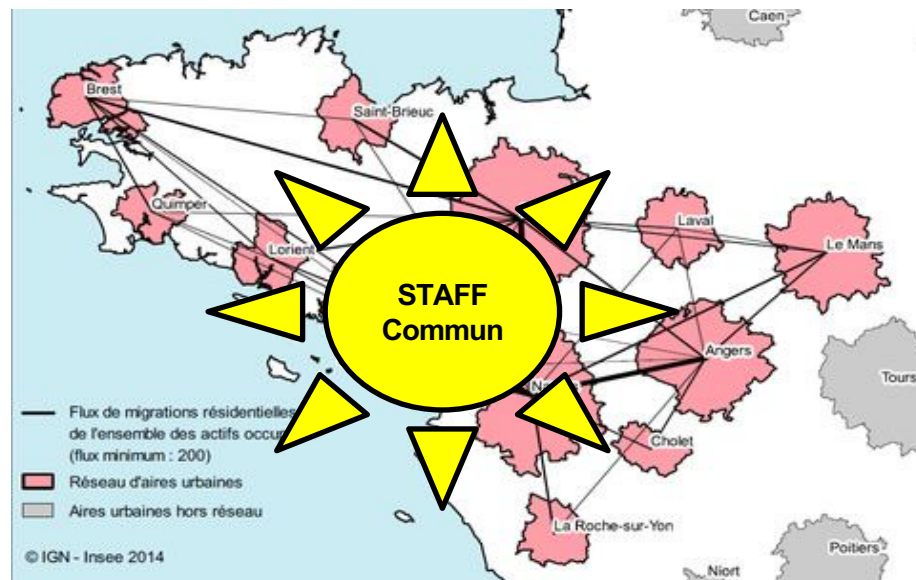 Caen
Brest
Saint-Brieuc
Quimper
Laval
Le Mans
Lorient
STAFF
Commun
Angers
Tours
Flux de migrations résidentielles
de l'ensemble des actifs
(flux minimum : 200)
Cholet
Réseau d'aires urbaines
Aires urbaines hors réseau
La Roche-sur-Yon
© IGN - Insee 2014
Poitiers
Niort